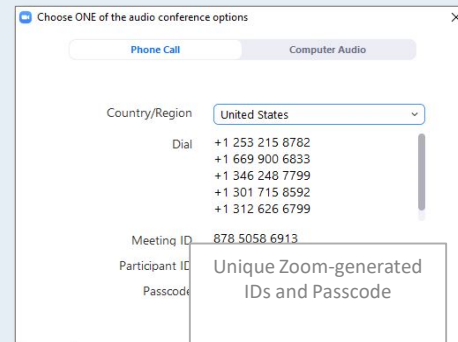 Choose ONE of the audio conference options
Phone Call Computer Audio
Country/Region United States
Dial +1 253 215 8782
+1 669 900 6833
+1 346 248 7799
+1 301 715 8592
+1 312 626 6799
Meeting ID 878 5058 6913
Participant ID
Passcode
Unique Zoom-generated
IDs and Passcode